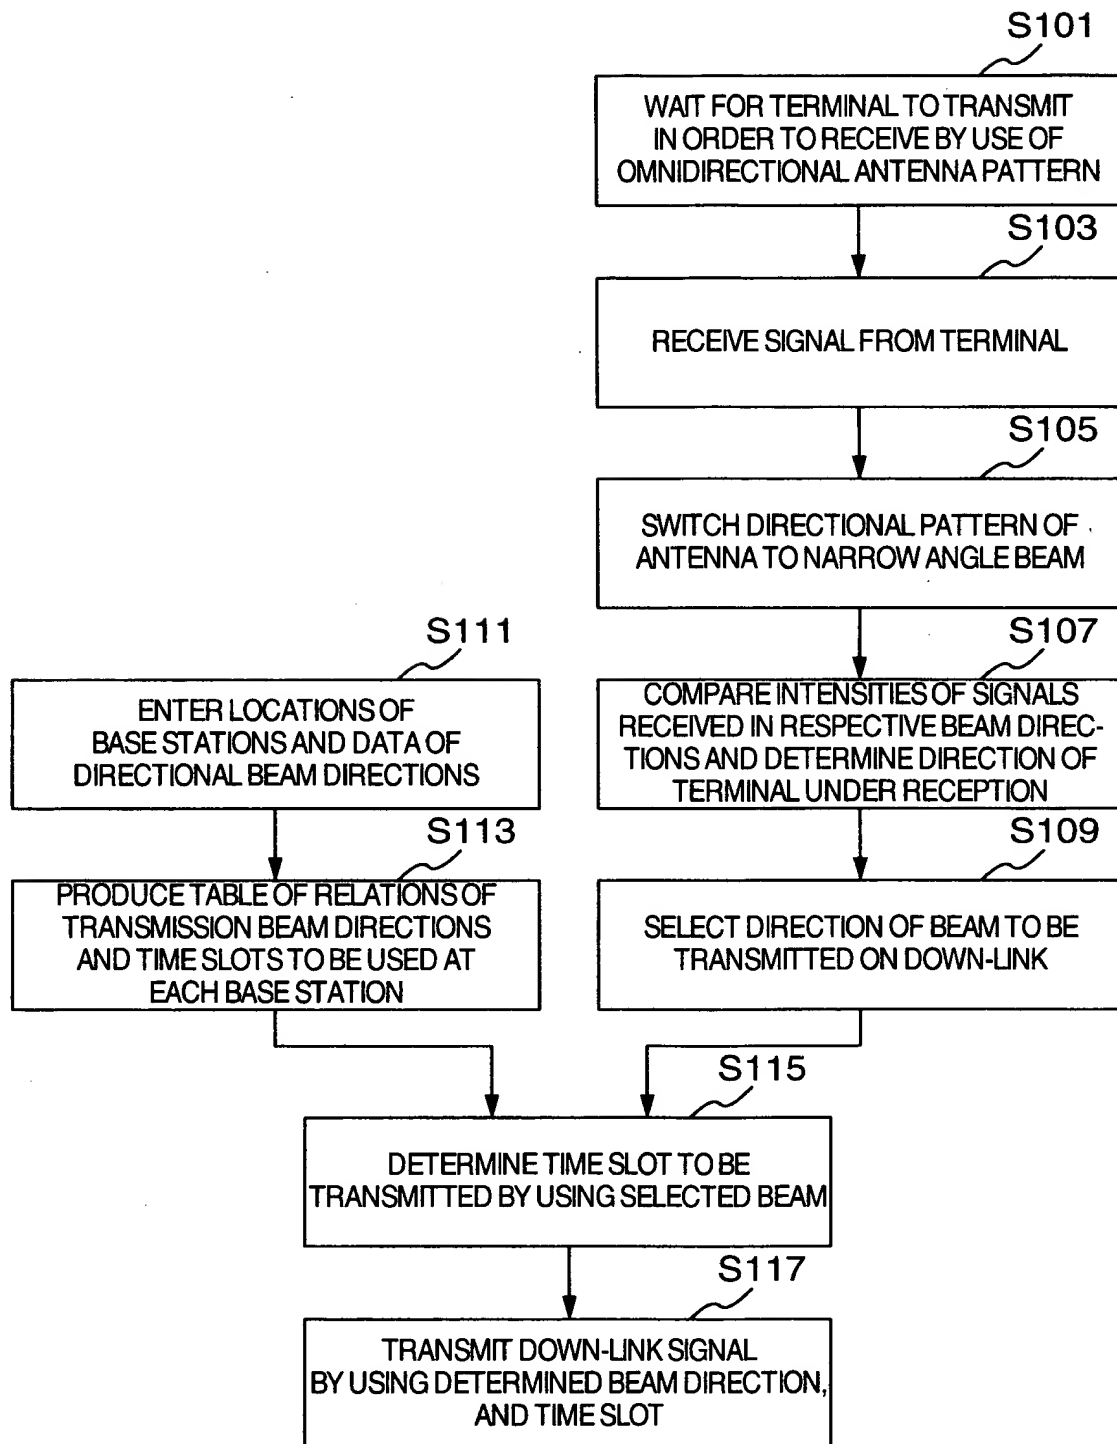 S101
WAIT FOR TERMINAL TO TRANSMIT
IN ORDER TO RECEIVE BY USE OF
OMNIDIRECTIONAL ANTENNA PATTERN
S103
RECEIVE SIGNAL FROM TERMINAL
S105
SWITCH DIRECTIONAL PATTERN OF
ANTENNA TO NARROW ANGLE BEAM
S111
ENTER LOCATIONS OF
BASE STATIONS AND DATA OF
DIRECTIONAL BEAM DIRECTIONS
S107
COMPARE INTENSITIES OF SIGNALS
RECEIVED IN RESPECTIVE BEAM DIREC-
TIONS AND DETERMINE DIRECTION OF
TERMINAL UNDER RECEPTION
S113
PRODUCE TABLE OF RELATIONS OF
TRANSMISSION BEAM DIRECTIONS
AND TIME SLOTS TO BE USED AT
EACH BASE STATION
S109
SELECT DIRECTION OF BEAM TO BE
TRANSMITTED ON DOWN-LINK
S115
DETERMINE TIME SLOT TO BE
TRANSMITTED BY USING SELECTED BEAM
S117
TRANSMIT DOWN-LINK SIGNAL
BY USING DETERMINED BEAM DIRECTION,
AND TIME SLOT